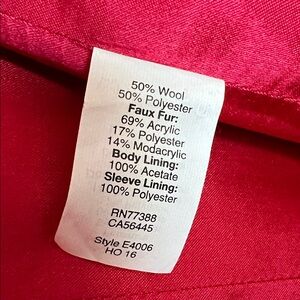 50% Wool
50% Polyester
Faux Fur:
69% Acrylic
17% Polyester
14% Modacrylic
Body Lining:
100% Acetate
Sleeve Lining:
100% Polyester
RN77388
CA56445
Style E4006
HO 16